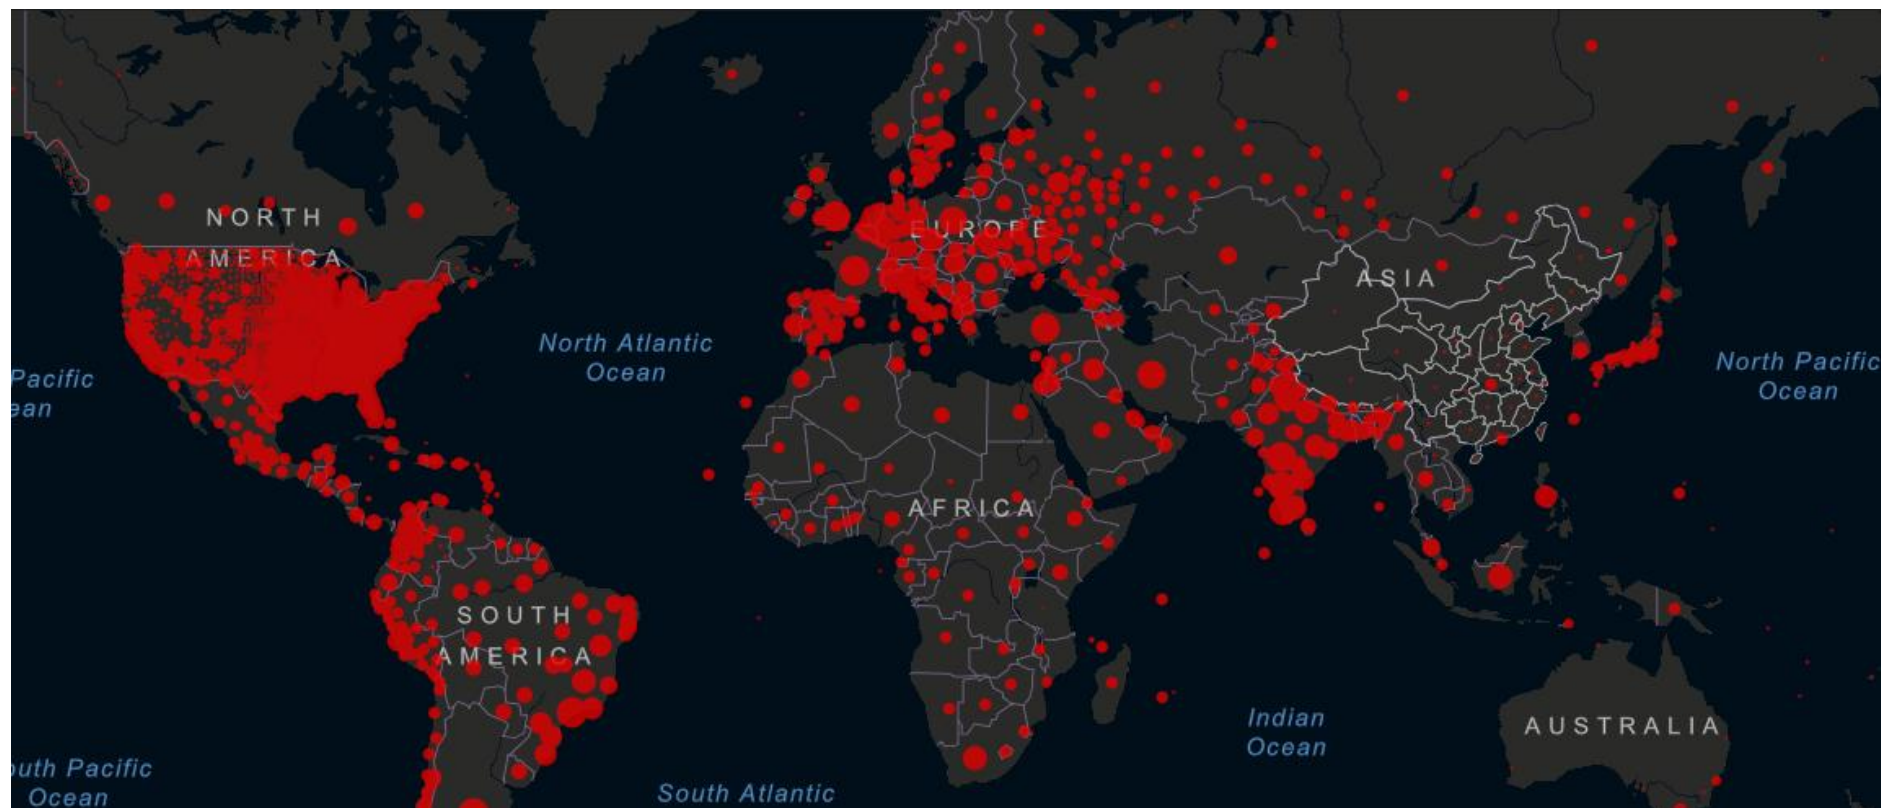 NORTH
AMERICA
EUROPE
ASIA
North Atlantic
Ocean
Pacific
ean
North Pacific
Ocean
AFRICA
SOUTH
AMERICA
Indian
Ocean
AUSTRALIA
outh Pacific
Ocean
South Atlantic